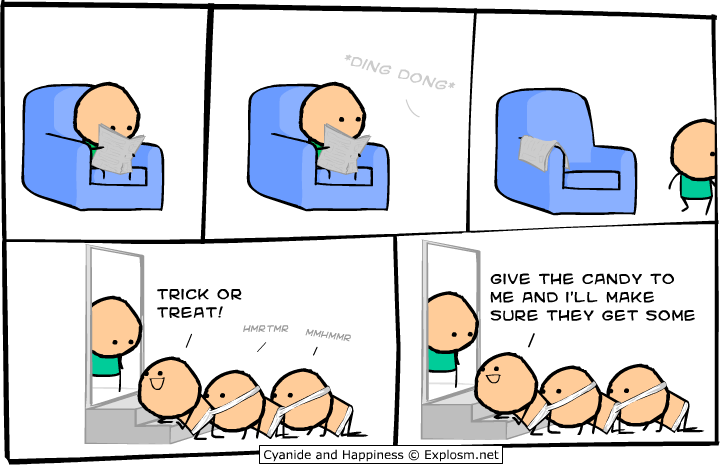 *DING DONG*
TRICK OR
TREAT!
HMRTMR
MMHMMR
GIVE THE CANDY TO
ME AND I'LL MAKE
SURE THEY GET SOME
Cyanide and Happiness © Explosm.net